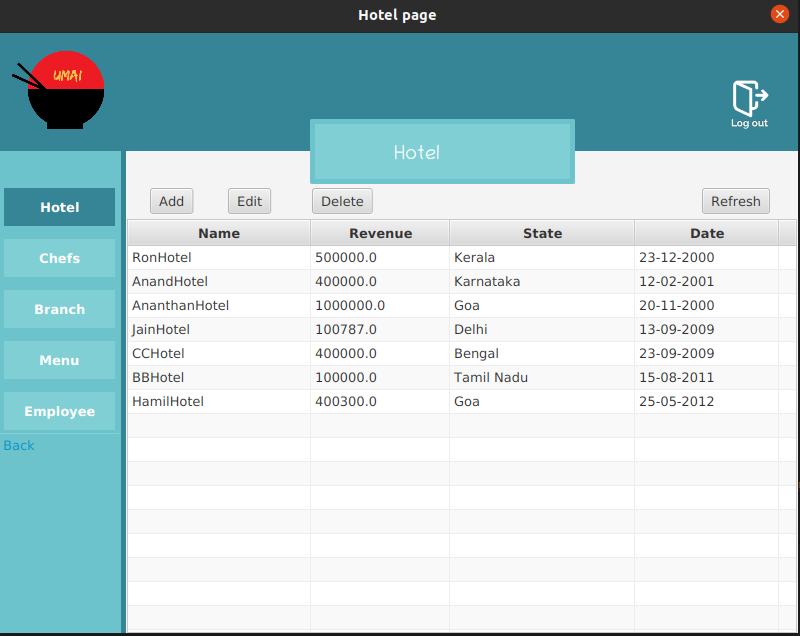 Hotel page
UMAI
Log out
Hotel
Hotel
Chefs
Branch
Menu
Employee
Back
Add Edit Delete Refresh
Name Revenue State Date
RonHotel 500000.0 Kerala 23-12-2000
AnandHotel 400000.0 Karnataka 12-02-2001
AnanthanHotel 1000000.0 Goa 20-11-2000
JainHotel 100787.0 Delhi 13-09-2009
CCHotel 400000.0 Bengal 23-09-2009
BBHotel 100000.0 Tamil Nadu 15-08-2011
HamilHotel 400300.0 Goa 25-05-2012